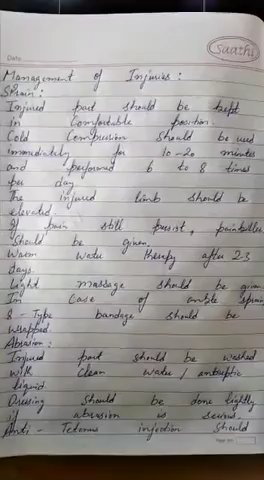 Saathi
Date
Management of Injuries:
Sprain:
Injured part should be kept
in Comfortable position.
Cold Compression should be used
immediately for 10-20 minutes
and performed 6 to 8 times
per day.
The injured limb should be
elevated.
If pain still persist, painkiller
should be given.
Warm Water therapy after 2-3
days.
Light massage should be given.
In Case of ankle sprain
8-Type bandage should be
wrapped.
Abrasion:
Injured part should be washed
with clean water / antiseptic
liquid
Dressing should be done lightly
if abrasion is serious.
Anti-Tetanus injection should